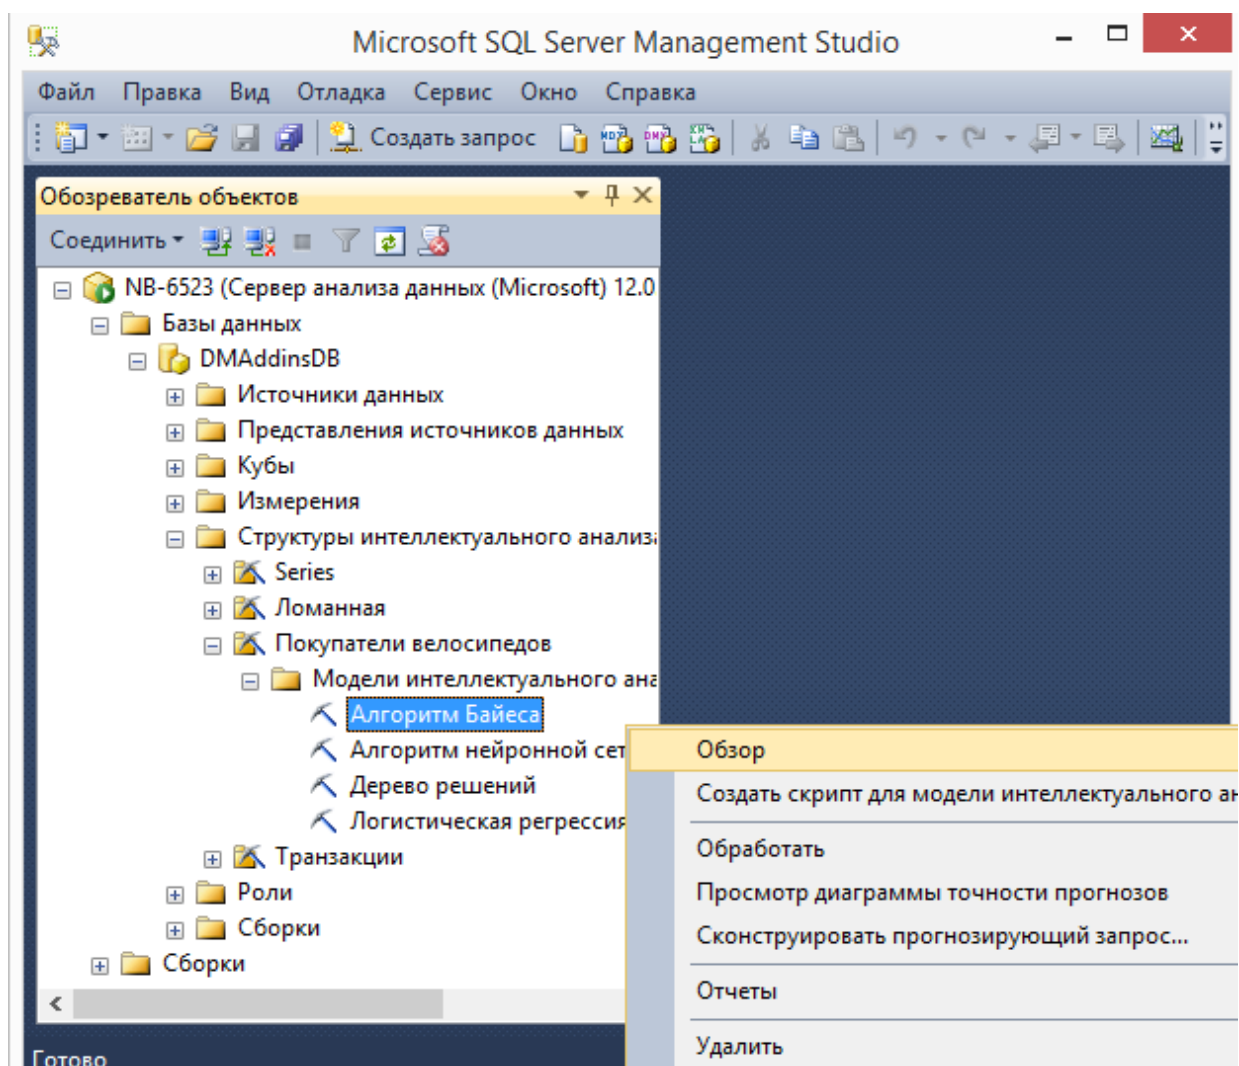 Microsoft SQL Server Management Studio
Файл Правка Вид Отладка Сервис Окно Справка
Создать запрос
Обозреватель объектов
Соединить
NB-6523 (Сервер анализа данных (Microsoft) 12.0
Базы данных
DMAddinsDB
Источники данных
Представления источников данных
Кубы
Измерения
Структуры интеллектуального анализа
Series
Ломанная
Покупатели велосипедов
Модели интеллектуального ана
Алгоритм Байеса
Алгоритм нейронной сет
Дерево решений
Логистическая регрессия
Транзакции
Роли
Сборки
Сборки
Обзор
Создать скрипт для модели интеллектуального ан
Обработать
Просмотр диаграммы точности прогнозов
Сконструировать прогнозирующий запрос...
Отчеты
Удалить
Готово